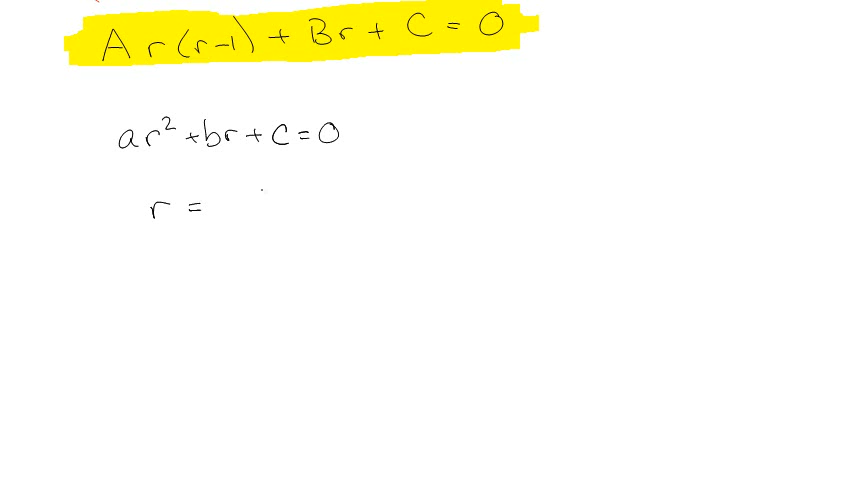 Ar(r-1) + Br + C = 0
ar² + br + c = 0
r =